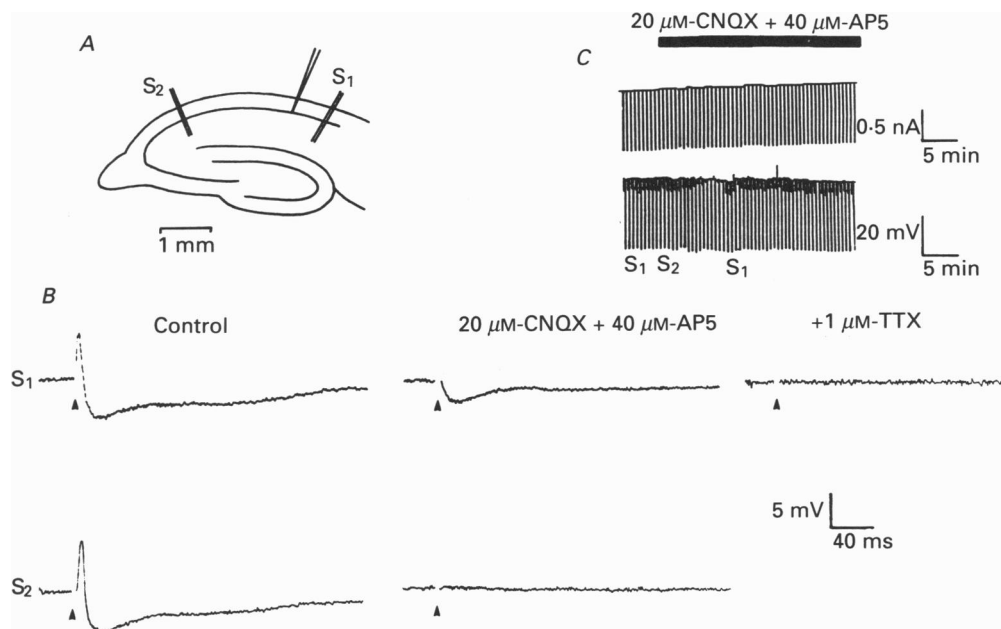 A
S₂
S₁
1 mm
20 μM-CNQX + 40 μM-AP5
C
0·5 nA
5 min
20 mV
5 min
S₁ S₂ S₁
B
Control
20 μM-CNQX + 40 μM-AP5
+1 μM-TTX
S₁
5 mV
40 ms
S₂